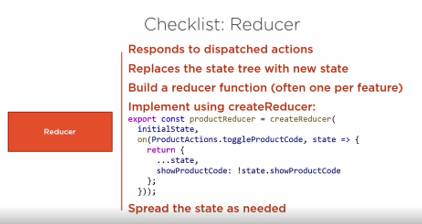 Checklist: Reducer
Responds to dispatched actions
Replaces the state tree with new state
Build a reducer function (often one per feature)
Implement using createReducer:
export const productReducer = createReducer(
  initialState,
  on(ProductActions.toggleProductCode, state => {
    return {
      ...state,
      showProductCode: !state.showProductCode
    };
  }));
Reducer
Spread the state as needed